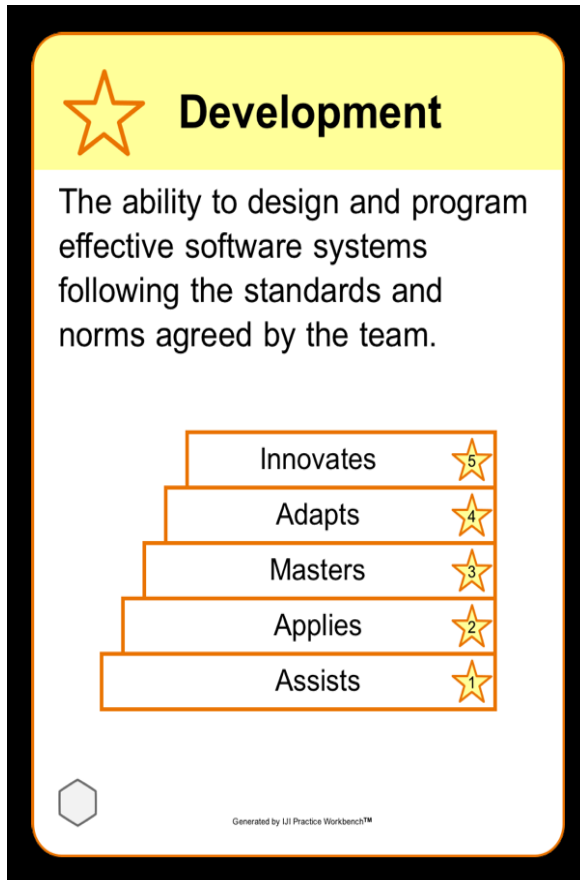 Development
The ability to design and program
effective software systems
following the standards and
norms agreed by the team.
Innovates 5
Adapts 4
Masters 3
Applies 2
Assists 1
Generated by IJI Practice Workbench™